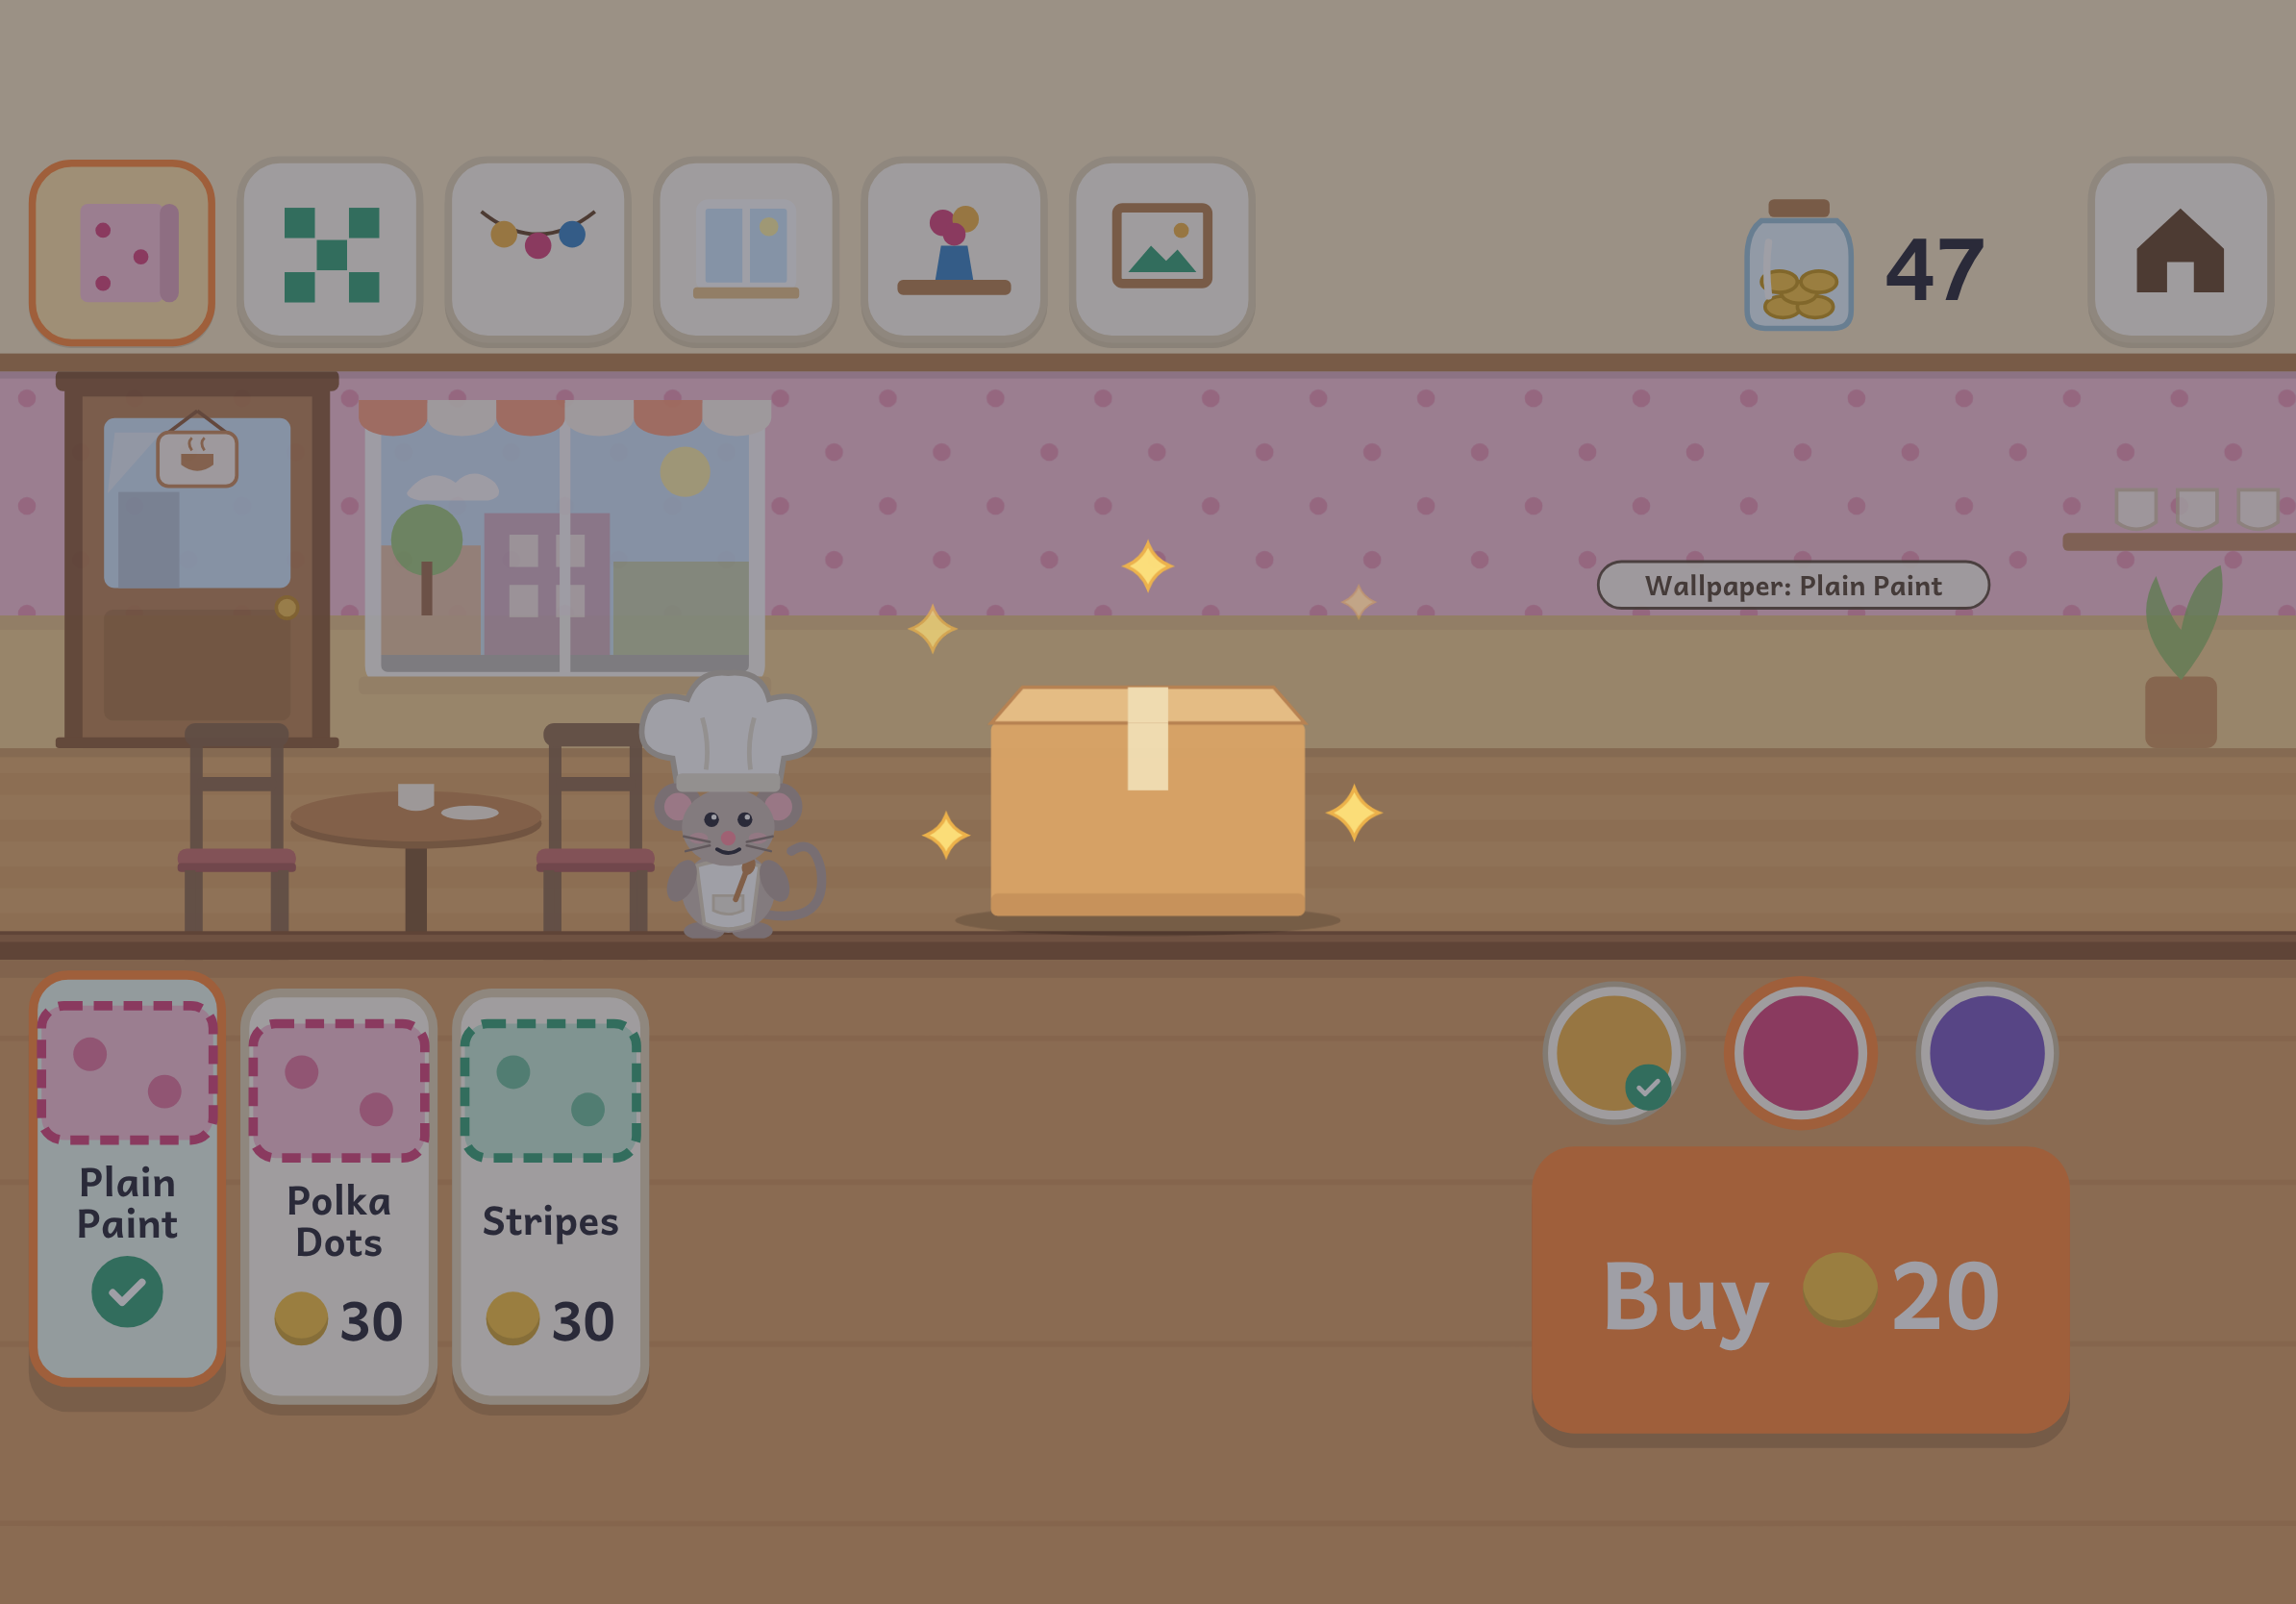 47
Wallpaper: Plain Paint
Plain
Paint
Polka
Dots
30
Stripes
30
Buy 20